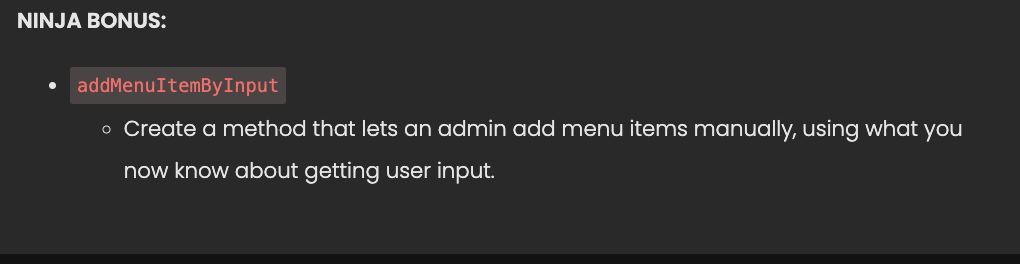 NINJA BONUS:
addMenuItemByInput
Create a method that lets an admin add menu items manually, using what you
now know about getting user input.